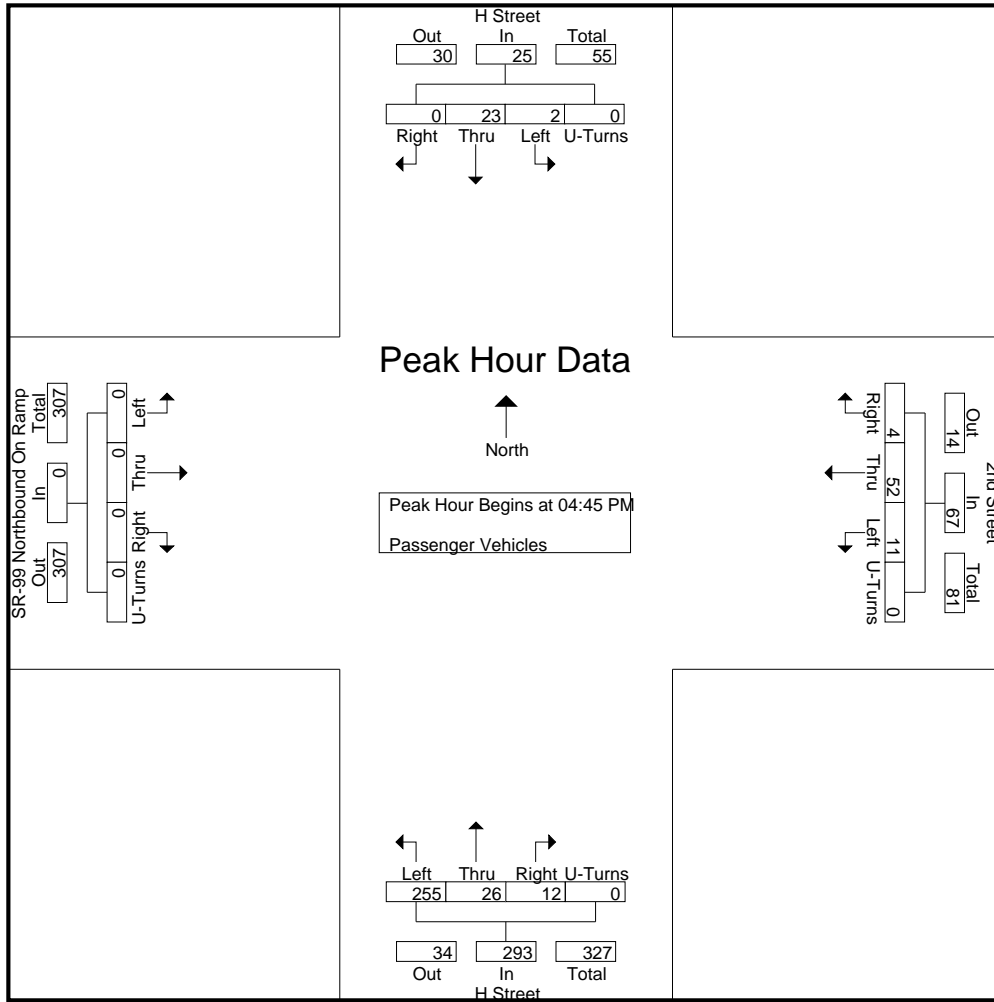 H Street
Out In Total
30 25 55
0 23 2 0
Right Thru Left U-Turns
Peak Hour Data
North
Peak Hour Begins at 04:45 PM
Passenger Vehicles
SR-99 Northbound On Ramp
Total In Out
307 0 307
0 0 0 0
Left Thru Right U-Turns
Right Thru Left U-Turns
4 52 11 0
14 67 81
Out In Total
2nd Street
Left Thru Right U-Turns
255 26 12 0
34 293 327
Out In Total
H Street